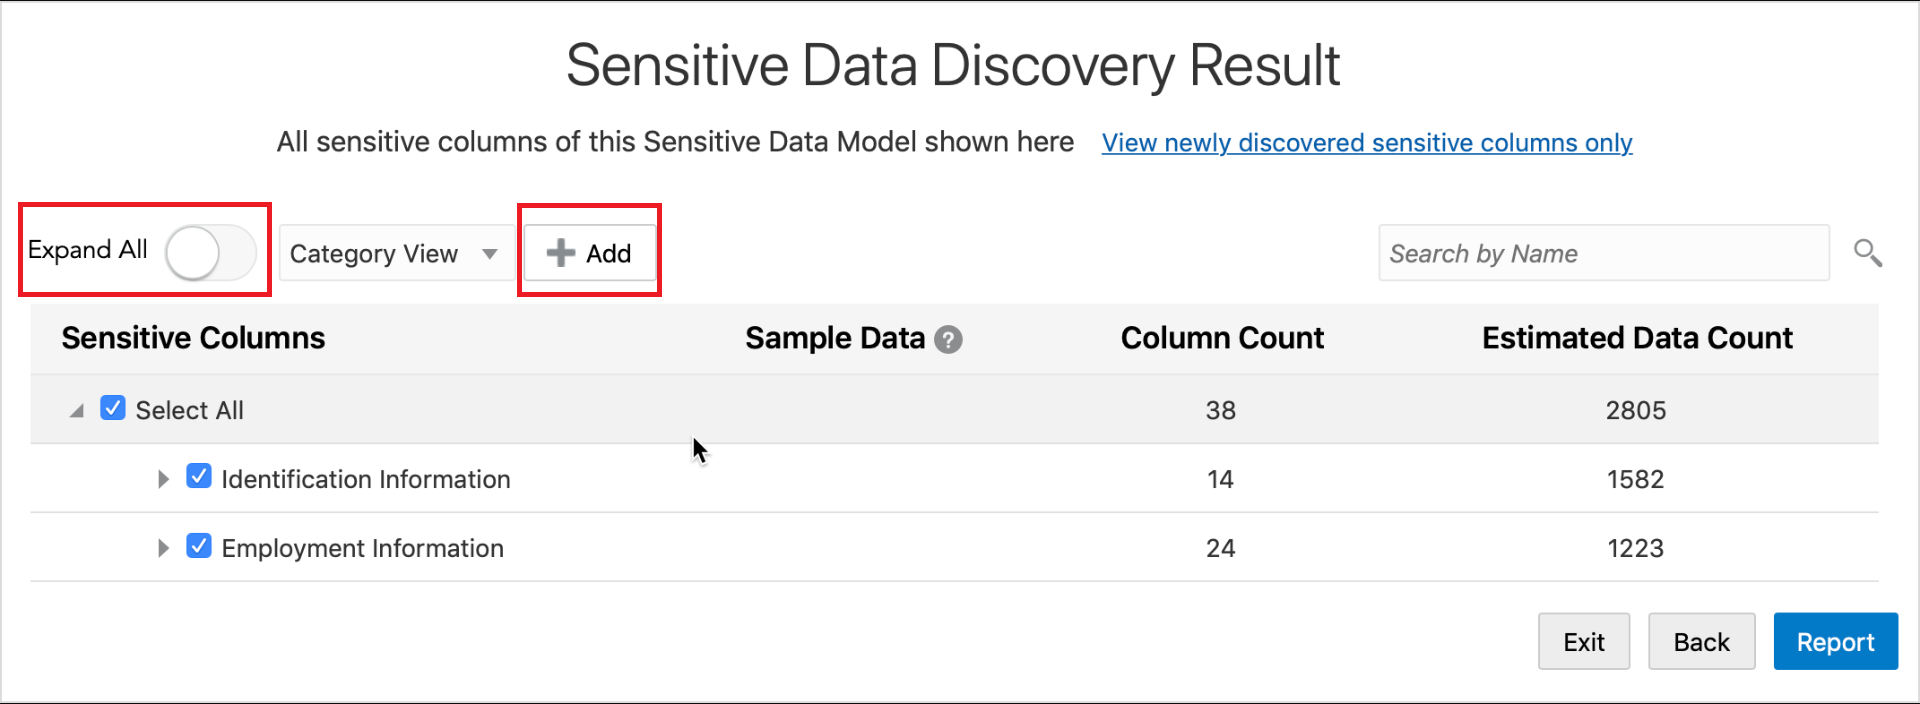 Sensitive Data Discovery Result
All sensitive columns of this Sensitive Data Model shown here View newly discovered sensitive columns only
Expand All Category View Add Search by Name
Sensitive Columns Sample Data ? Column Count Estimated Data Count
Select All 38 2805
Identification Information 14 1582
Employment Information 24 1223
Exit Back Report